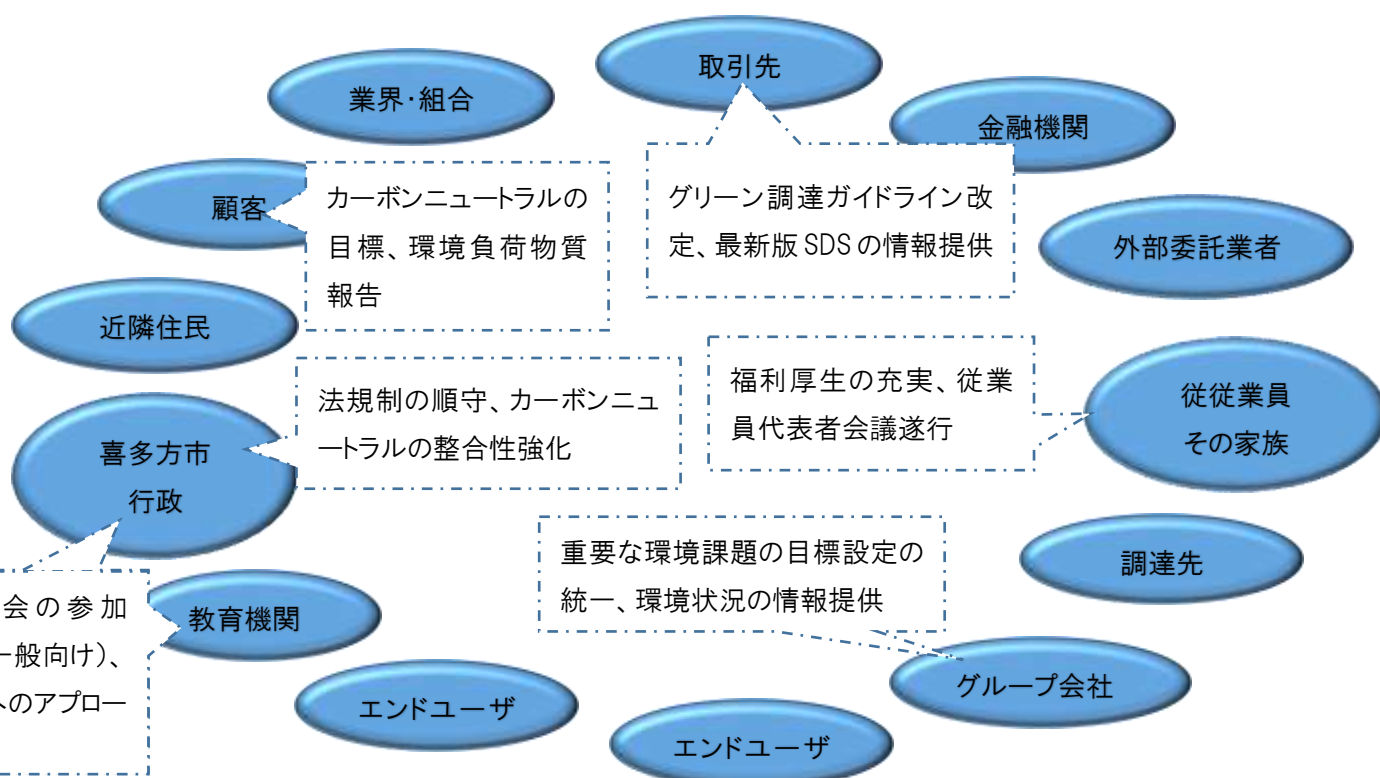 取引先
業界・組合
金融機関
顧客
カーボンニュートラルの
目標、環境負荷物質
報告
グリーン調達ガイドライン改
定、最新版SDSの情報提供
外部委託業者
近隣住民
法規制の順守、カーボンニュ
ートラルの整合性強化
福利厚生の充実、従業
員代表者会議遂行
従従業員
その家族
喜多方市
行政
重要な環境課題の目標設定の
統一、環境状況の情報提供
調達先
会の参加
一般向け)、
へのアプロー
教育機関
グループ会社
エンドユーザ
エンドユーザ